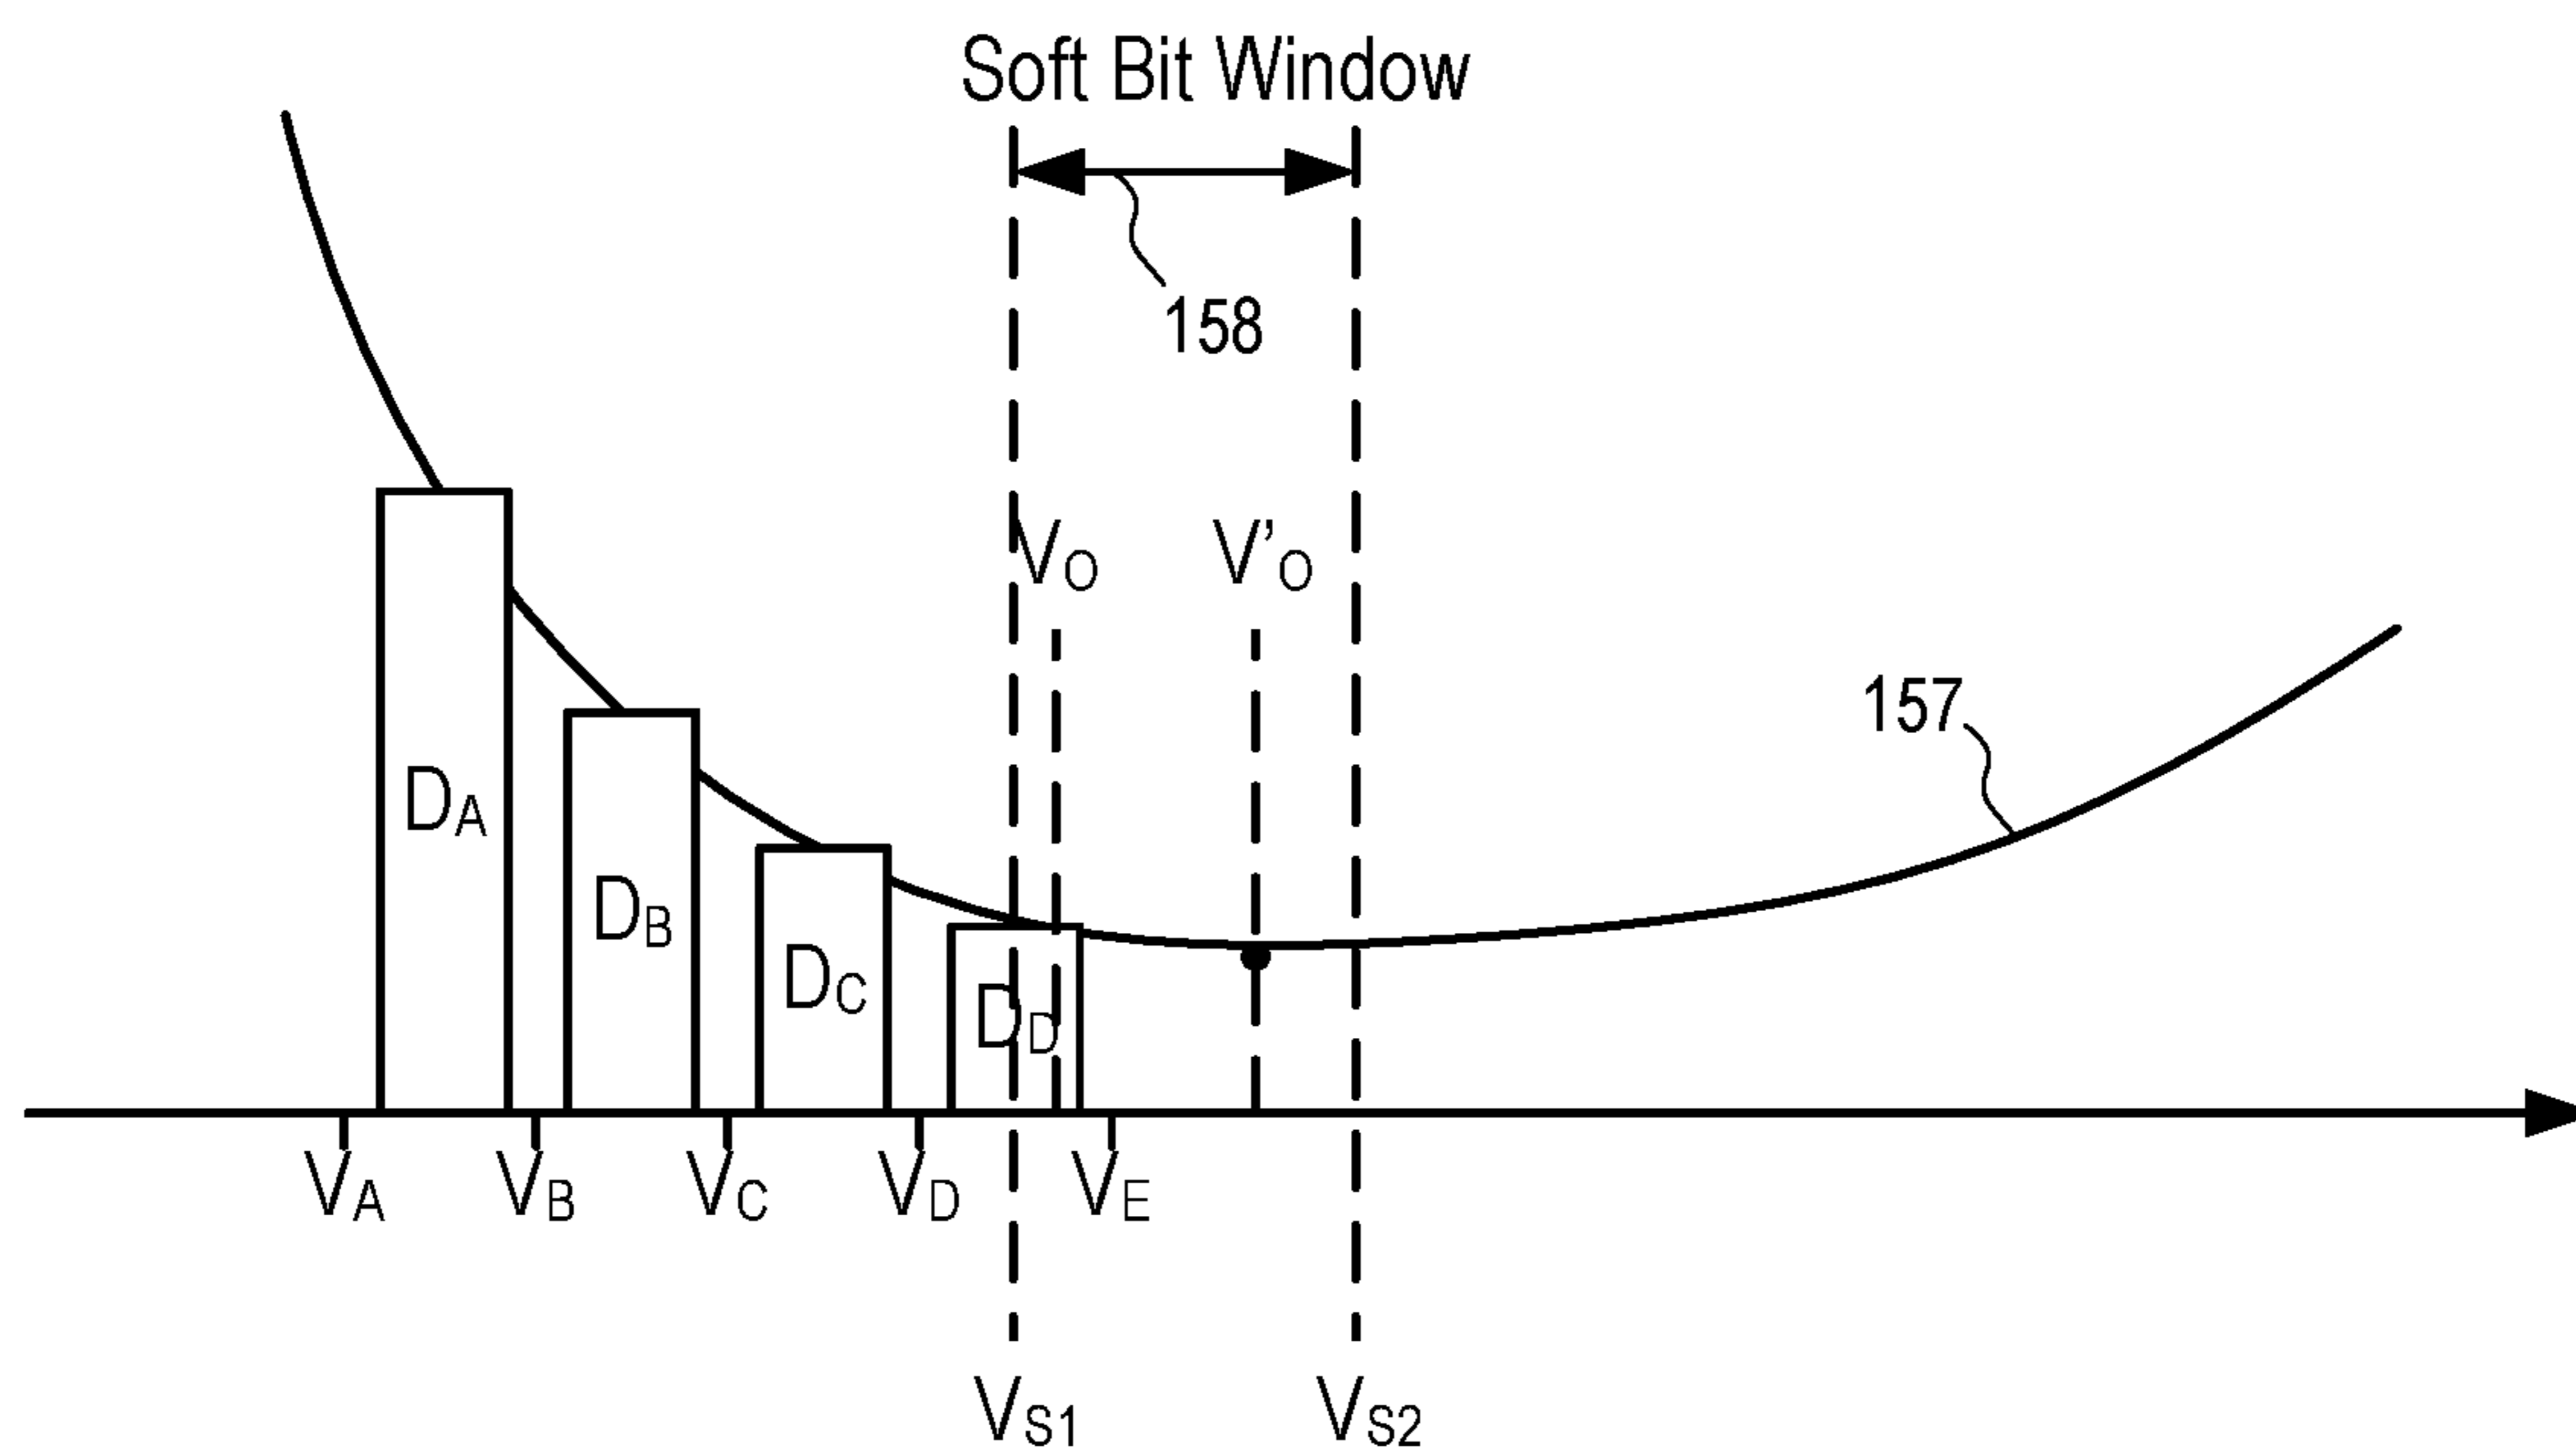 Soft Bit Window
158
VO V'O
157
DA
DB
DC
DD
VA VB VC VD VE
VS1 VS2